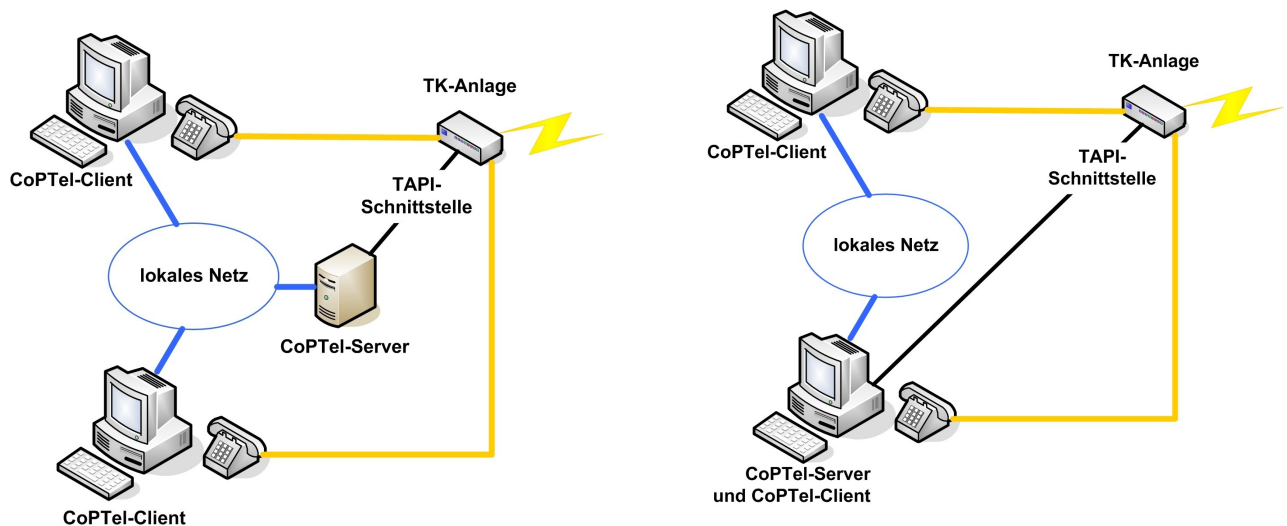 TK-Anlage
CoPTel-Client
TAPI-
Schnittstelle
lokales Netz
CoPTel-Server
CoPTel-Client
TK-Anlage
CoPTel-Client
TAPI-
Schnittstelle
lokales Netz
CoPTel-Server
und CoPTel-Client